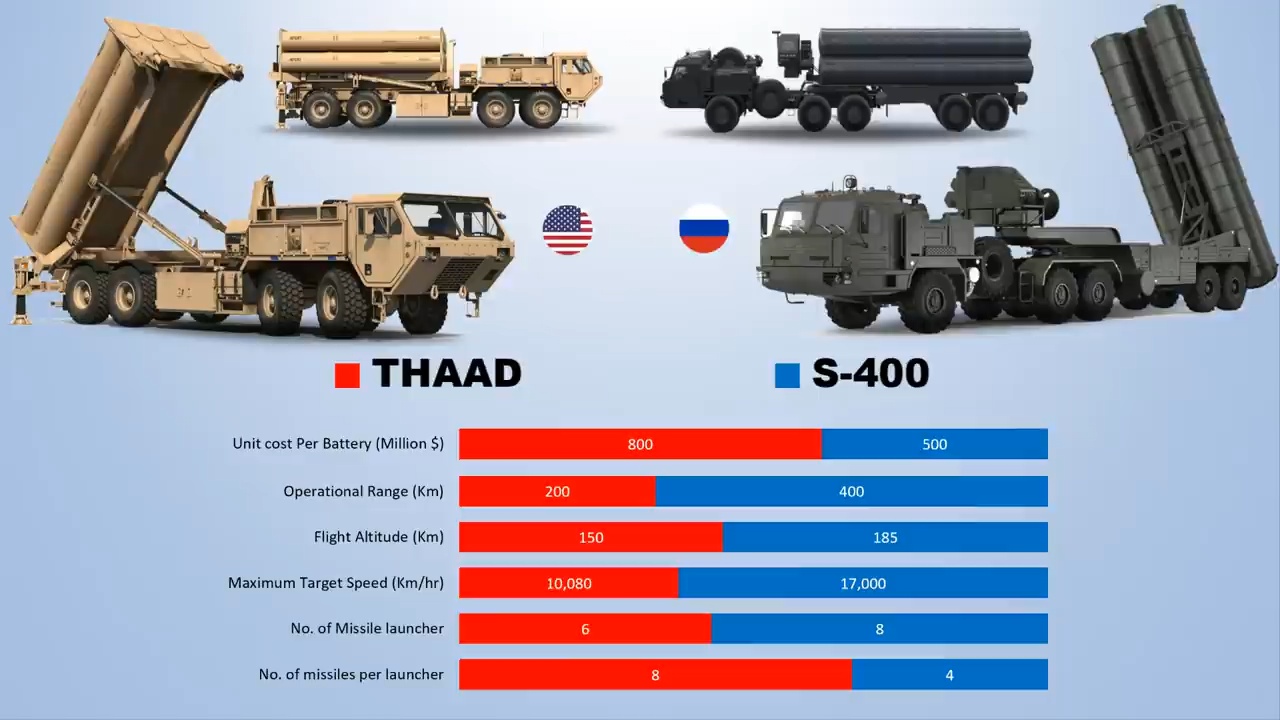 THAAD
S-400
Unit cost Per Battery (Million $) 800 500
Operational Range (Km) 200 400
Flight Altitude (Km) 150 185
Maximum Target Speed (Km/hr) 10,080 17,000
No. of Missile launcher 6 8
No. of missiles per launcher 8 4